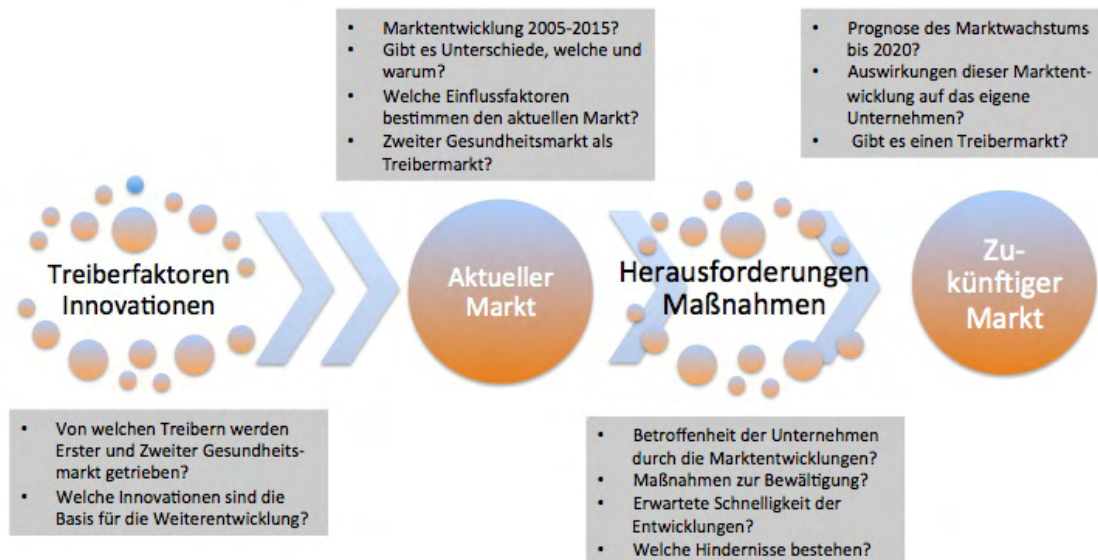 • Marktentwicklung 2005-2015?
• Gibt es Unterschiede, welche und
warum?
• Welche Einflussfaktoren
bestimmen den aktuellen Markt?
• Zweiter Gesundheitsmarkt als
Treibermarkt?
• Prognose des Marktwachstums
bis 2020?
• Auswirkungen dieser Marktent-
wicklung auf das eigene
Unternehmen?
• Gibt es einen Treibermarkt?
Treiberfaktoren
Innovationen
Aktueller
Markt
Herausforderungen
Maßnahmen
Zu-
künftiger
Markt
• Von welchen Treibern werden
Erster und Zweiter Gesundheits-
markt getrieben?
• Welche Innovationen sind die
Basis für die Weiterentwicklung?
• Betroffenheit der Unternehmen
durch die Marktentwicklungen?
• Maßnahmen zur Bewältigung?
• Erwartete Schnelligkeit der
Entwicklungen?
• Welche Hindernisse bestehen?